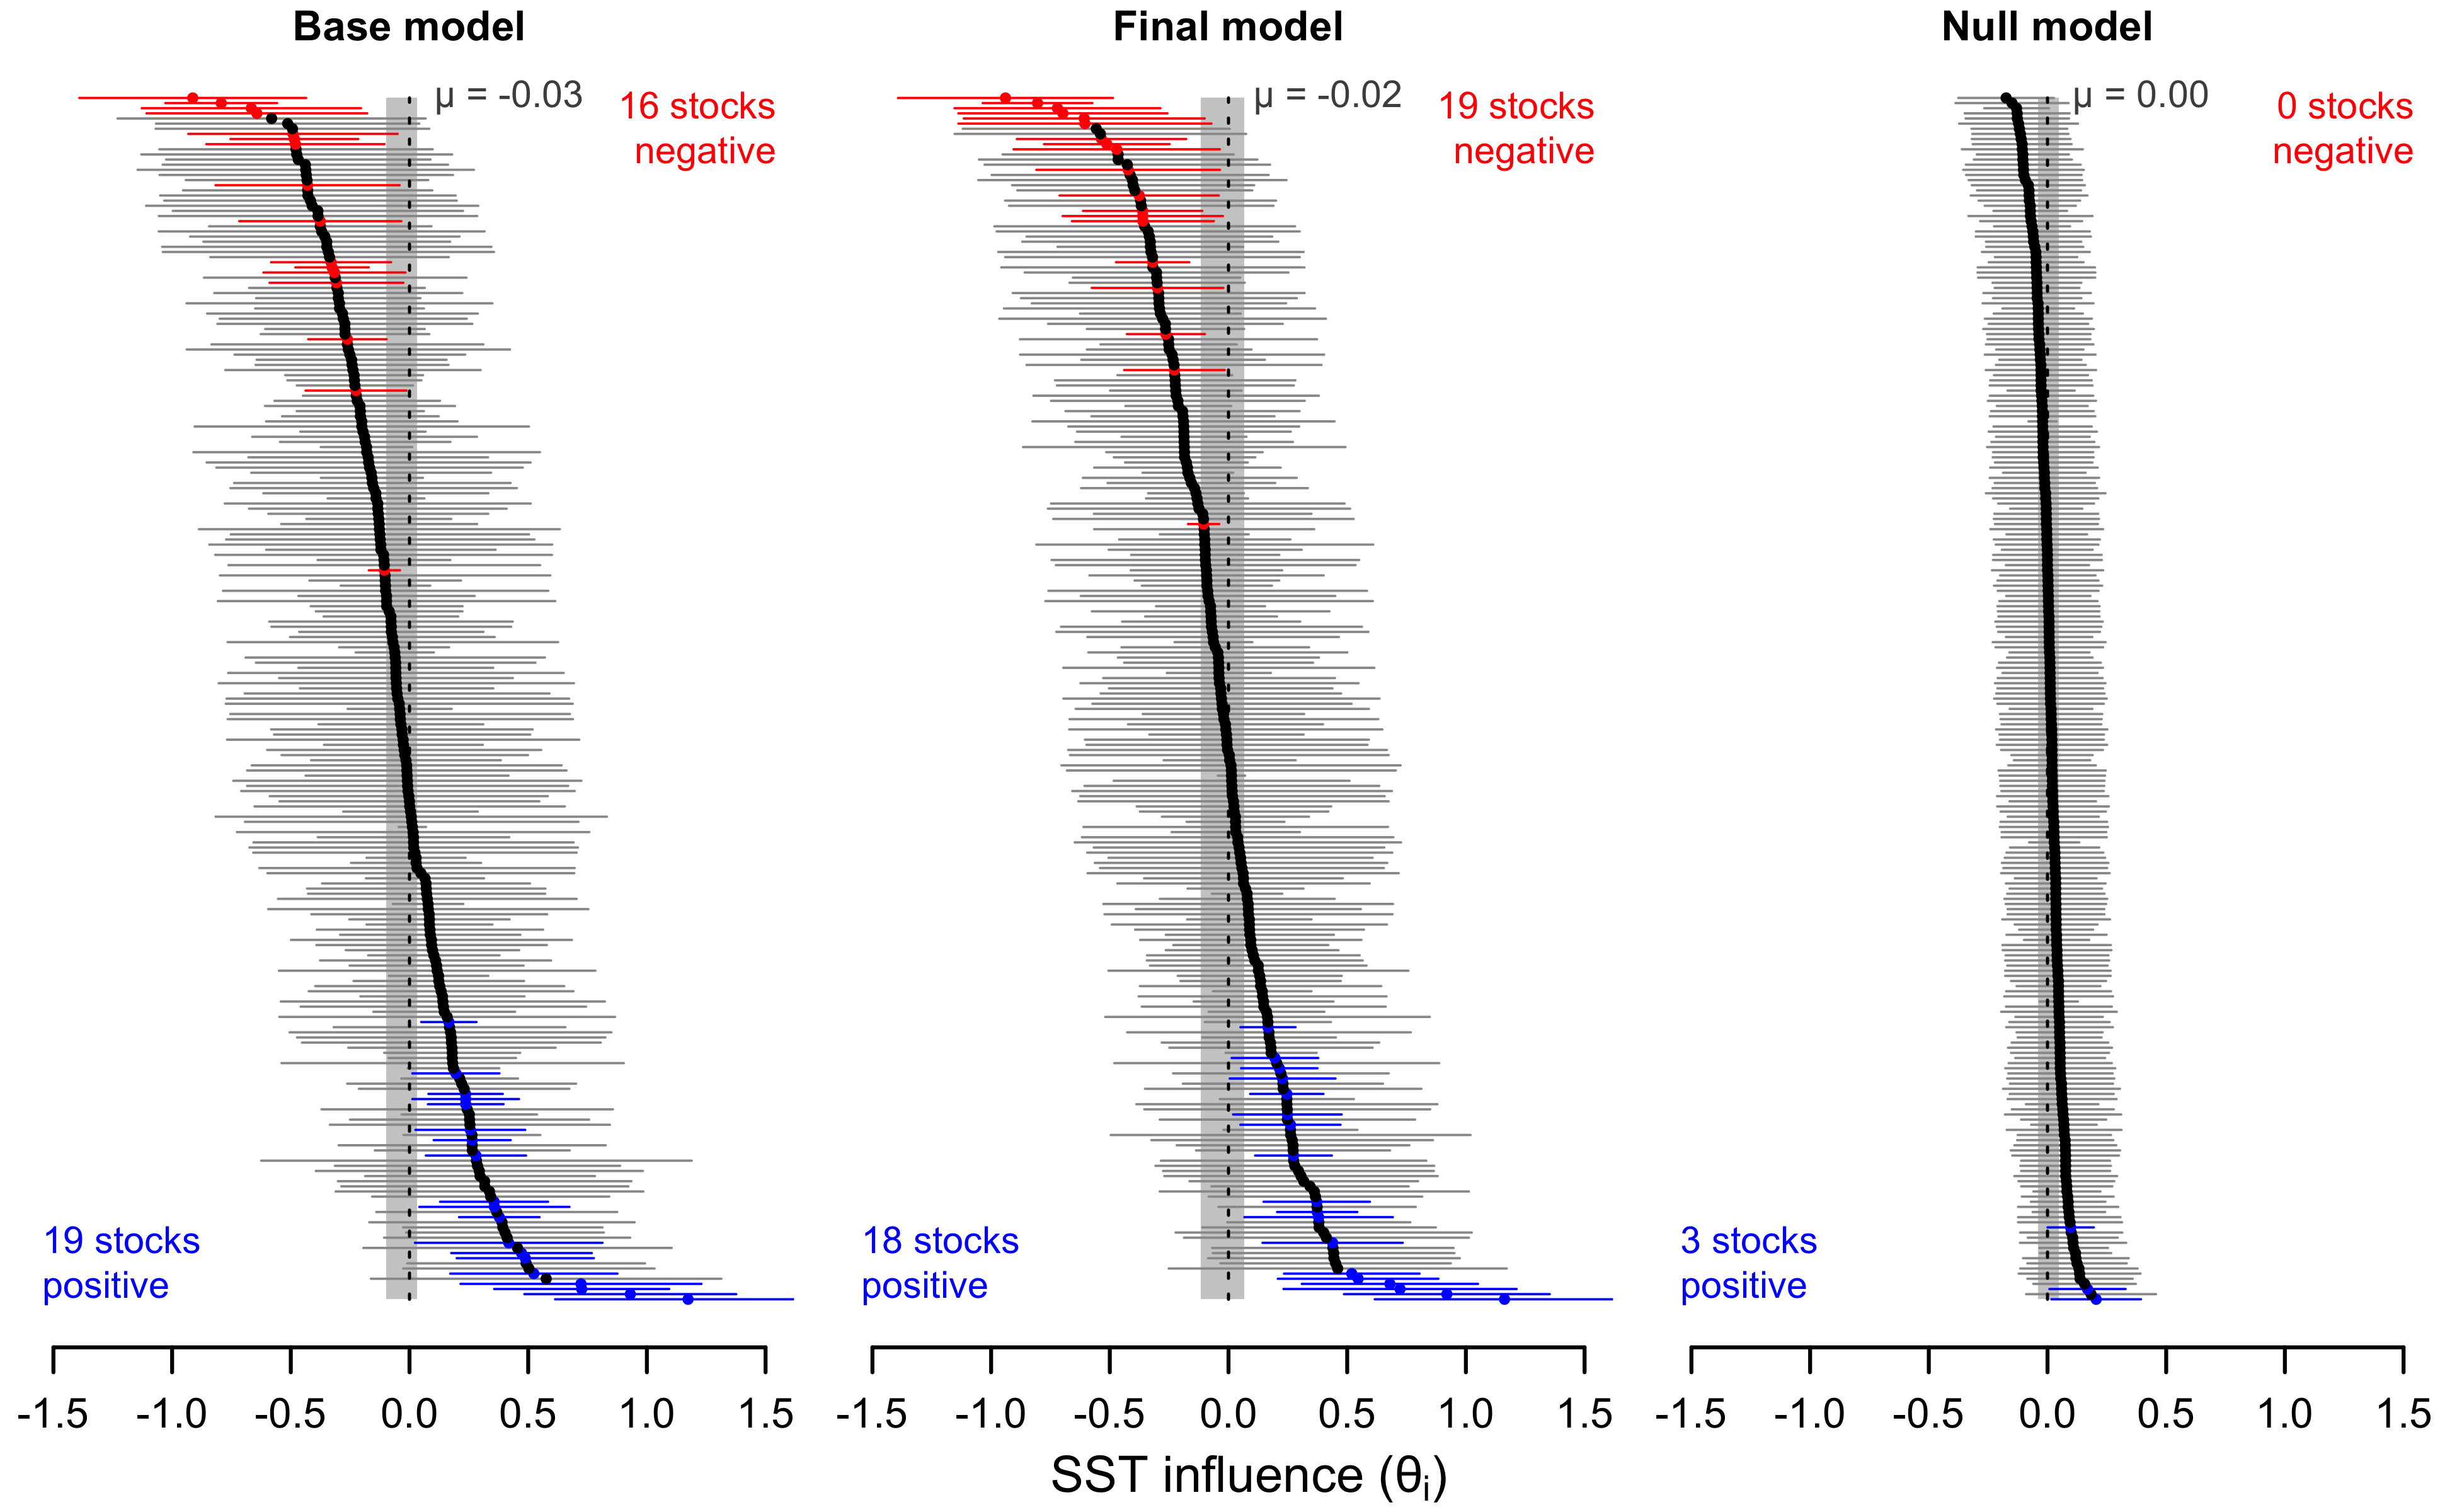 Base model
Final model
Null model
μ = -0.03
16 stocks
negative
μ = -0.02
19 stocks
negative
μ = 0.00
0 stocks
negative
19 stocks
positive
18 stocks
positive
3 stocks
positive
-1.5 -1.0 -0.5 0.0 0.5 1.0 1.5
-1.5 -1.0 -0.5 0.0 0.5 1.0 1.5
-1.5 -1.0 -0.5 0.0 0.5 1.0 1.5
SST influence (θᵢ)